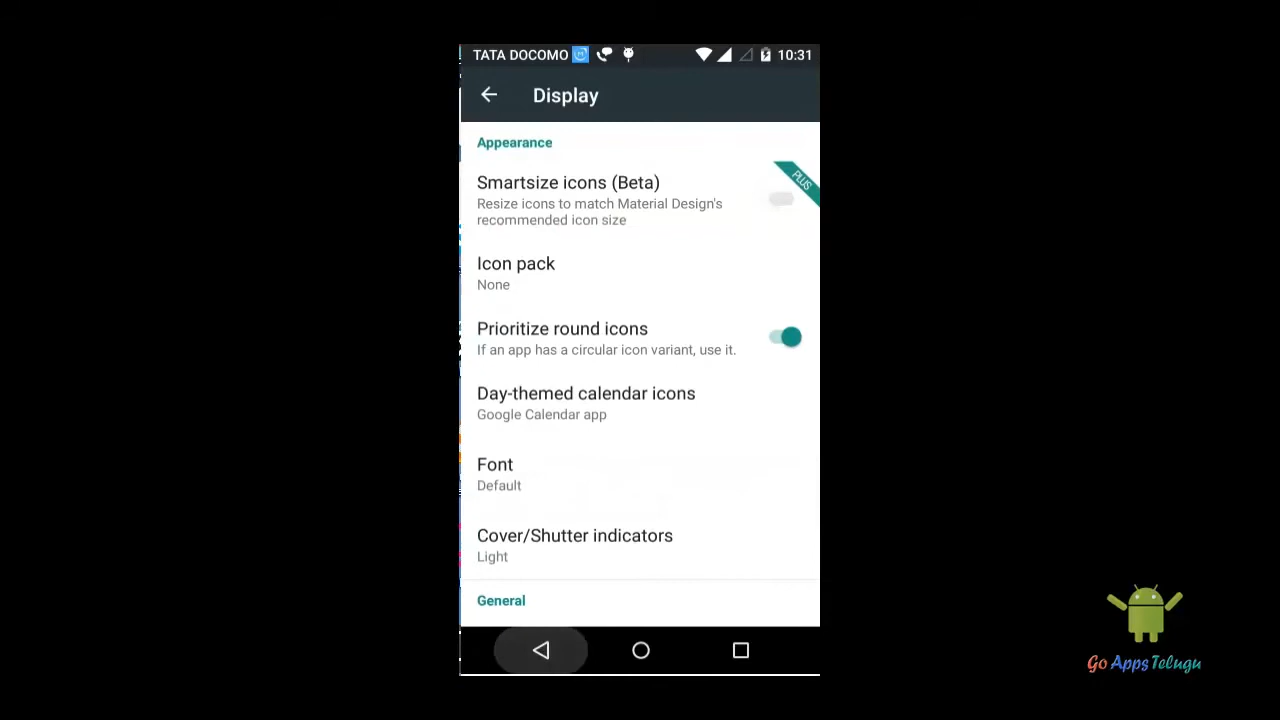 TATA DOCOMO 10:31
Display
Appearance
Smartsize icons (Beta)
PLUS
Resize icons to match Material Design's
recommended icon size
Icon pack
None
Prioritize round icons
If an app has a circular icon variant, use it.
Day-themed calendar icons
Google Calendar app
Font
Default
Cover/Shutter indicators
Light
General
Go Apps Telugu